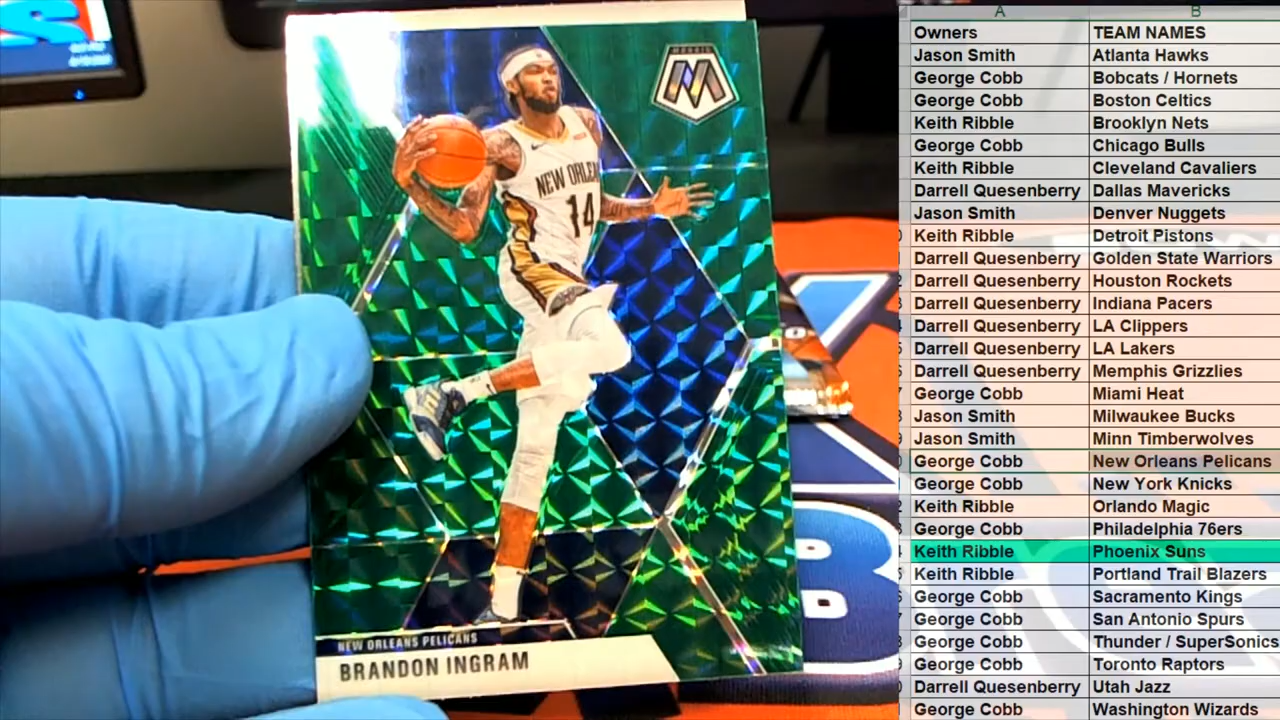 MOSAIC
M
NEW ORLEA
14
NEW ORLEANS PELICANS
BRANDON INGRAM
A B
Owners TEAM NAMES
Jason Smith Atlanta Hawks
George Cobb Bobcats / Hornets
George Cobb Boston Celtics
Keith Ribble Brooklyn Nets
George Cobb Chicago Bulls
Keith Ribble Cleveland Cavaliers
Darrell Quesenberry Dallas Mavericks
Jason Smith Denver Nuggets
Keith Ribble Detroit Pistons
Darrell Quesenberry Golden State Warriors
Darrell Quesenberry Houston Rockets
Darrell Quesenberry Indiana Pacers
Darrell Quesenberry LA Clippers
Darrell Quesenberry LA Lakers
Darrell Quesenberry Memphis Grizzlies
George Cobb Miami Heat
Jason Smith Milwaukee Bucks
Jason Smith Minn Timberwolves
George Cobb New Orleans Pelicans
George Cobb New York Knicks
Keith Ribble Orlando Magic
George Cobb Philadelphia 76ers
Keith Ribble Phoenix Suns
Keith Ribble Portland Trail Blazers
George Cobb Sacramento Kings
George Cobb San Antonio Spurs
George Cobb Thunder / SuperSonics
George Cobb Toronto Raptors
Darrell Quesenberry Utah Jazz
George Cobb Washington Wizards